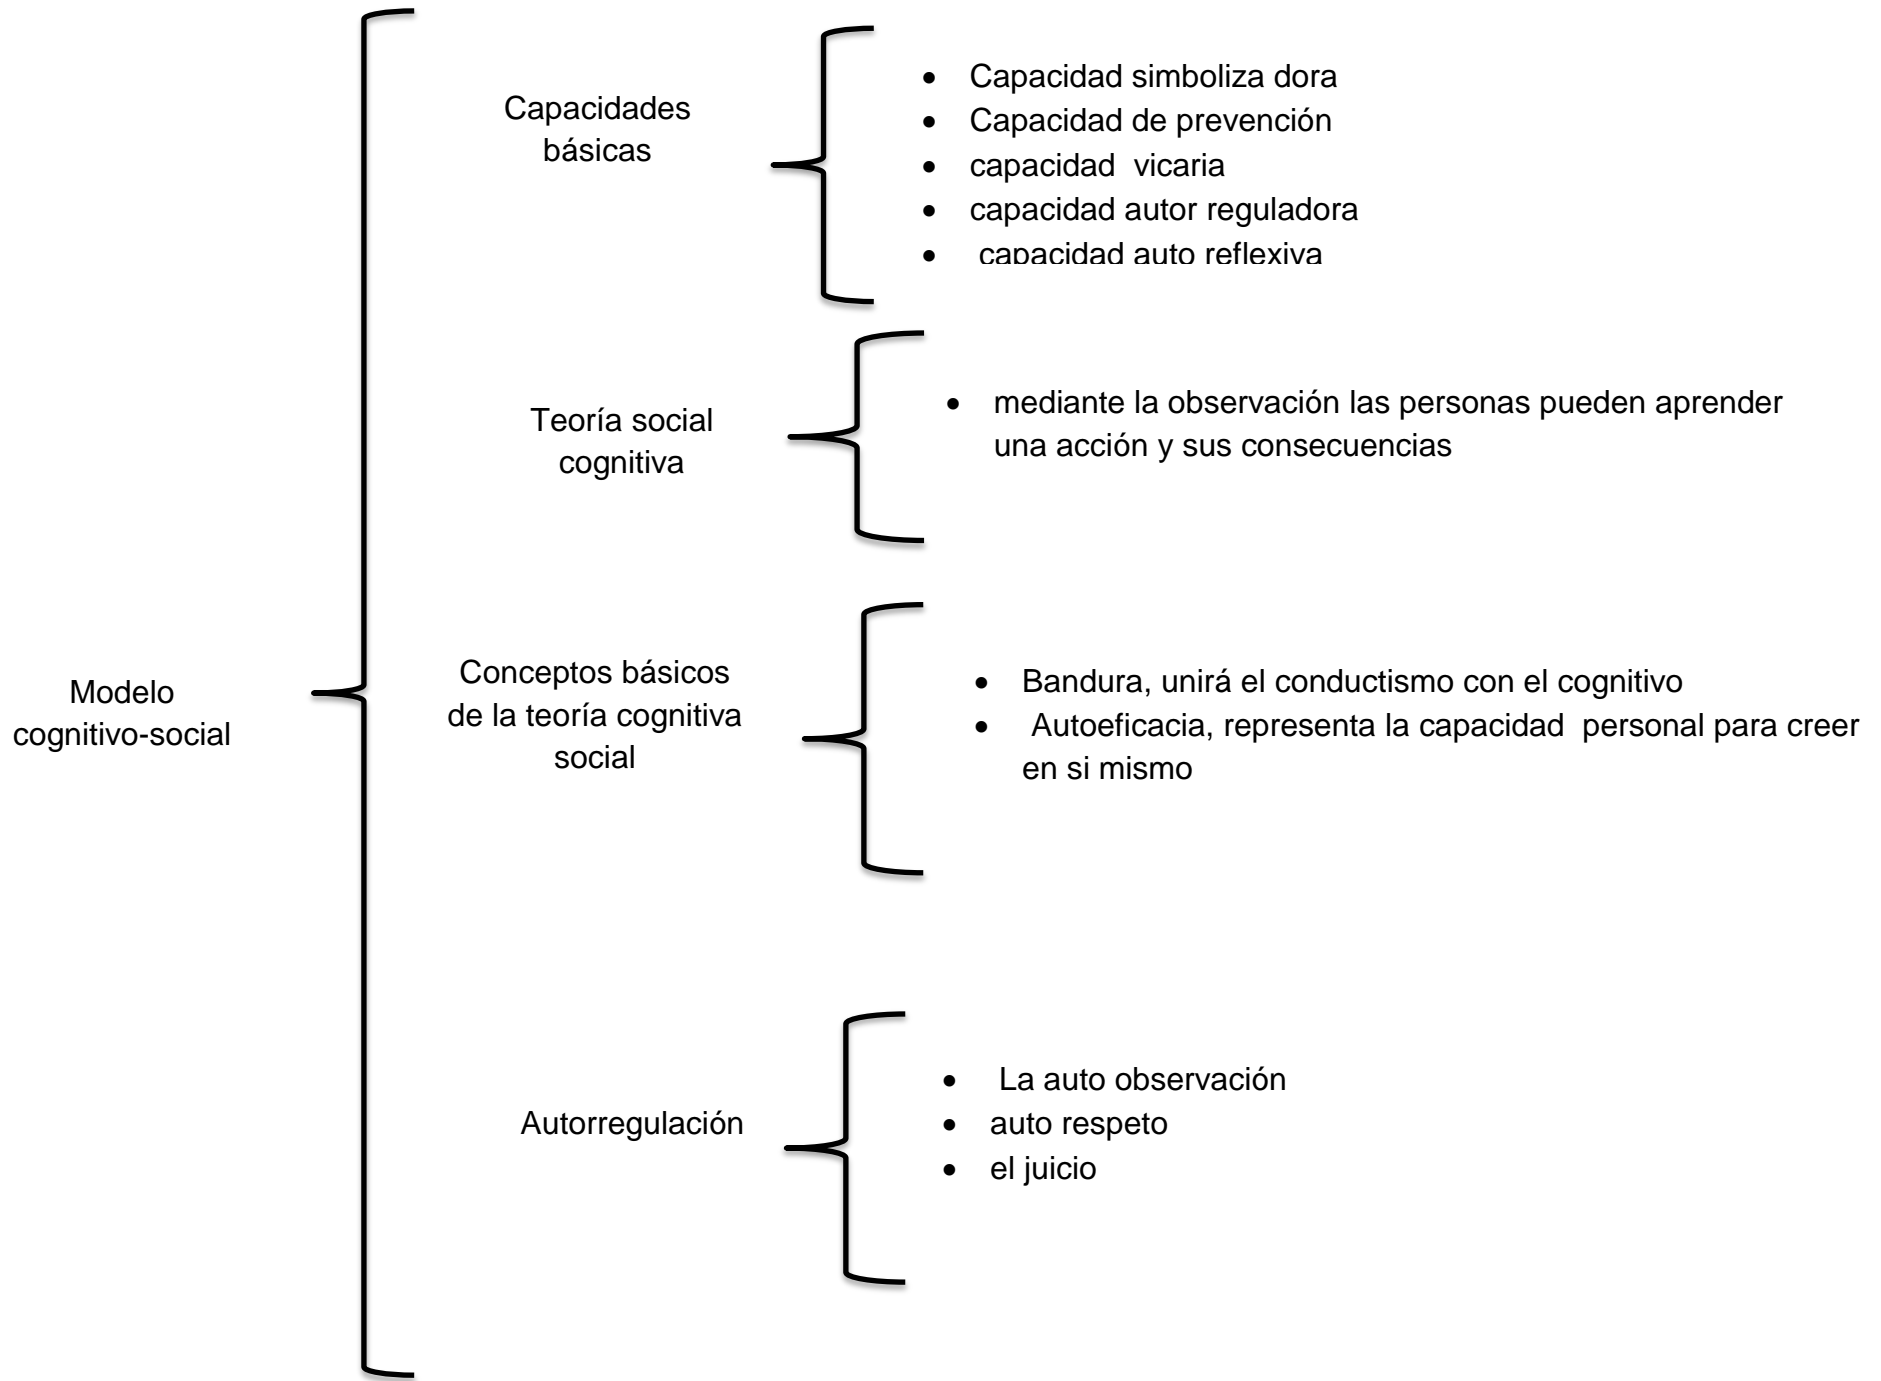 Modelo
cognitivo-social
Capacidades
básicas
• Capacidad simboliza dora
• Capacidad de prevención
• capacidad  vicaria
• capacidad autor reguladora
• capacidad auto reflexiva
Teoría social
cognitiva
• mediante la observación las personas pueden aprender
una acción y sus consecuencias
Conceptos básicos
de la teoría cognitiva
social
• Bandura, unirá el conductismo con el cognitivo
• Autoeficacia, representa la capacidad  personal para creer
en si mismo
Autorregulación
• La auto observación
• auto respeto
• el juicio